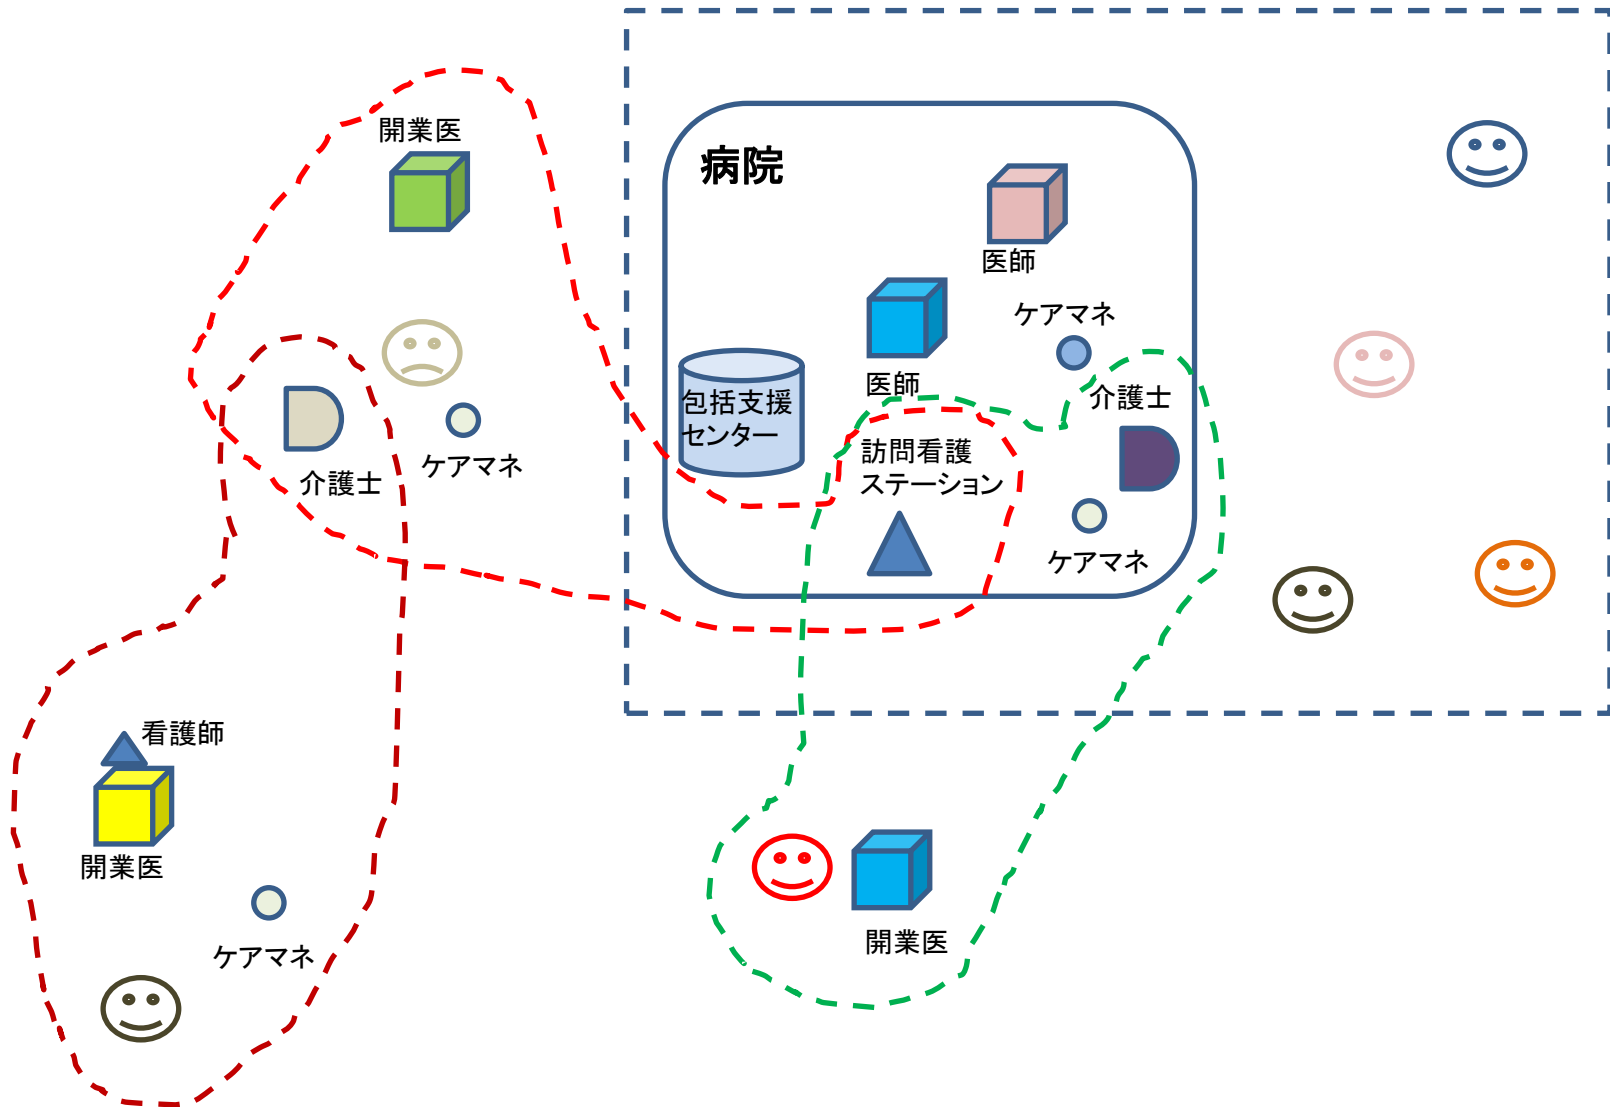 開業医
病院
医師
ケアマネ
医師
介護士
包括支援
センター
訪問看護
ステーション
ケアマネ
介護士
ケアマネ
看護師
開業医
ケアマネ
開業医